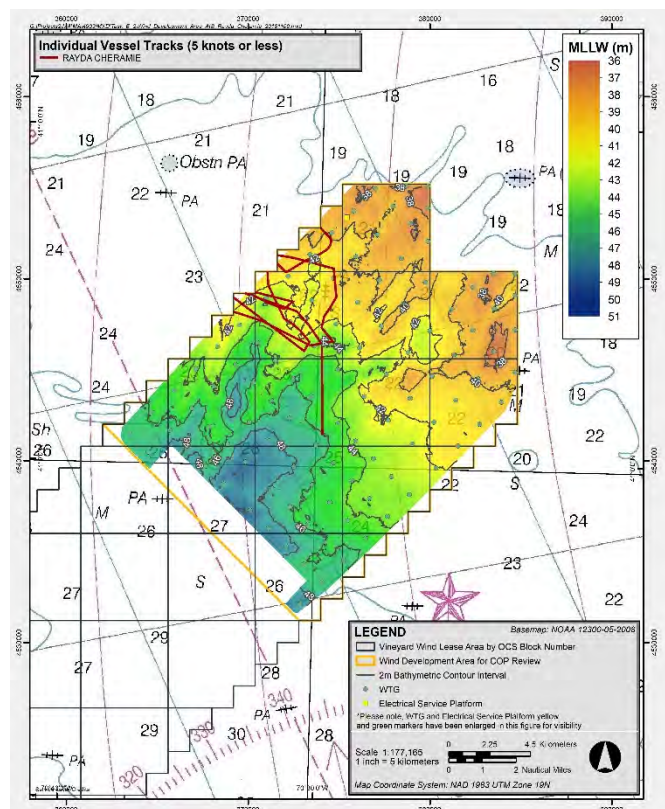 360000
370000
380000
390000
Individual Vessel Tracks (5 knots or less)
RAYDA CHERAMIE
MLLW (m)
36
37
38
39
40
41
42
43
44
45
46
47
48
49
50
51
18
21
18
16
S
19
21
19
18
19
18
Obstn PA
PA
21
22
PA
21
19
19
18
24
23
M
24
18
24
PA
M
22
Sh
26
20
22
S
PA
M
26
27
24
S
26
23
27
22
29
28
27
340
PA
330
30
28
29
320
PA
LEGEND
Basemap: NOAA 12300-05-2008
Vineyard Wind Lease Area by OCS Block Number
Wind Development Area for COP Review
2m Bathymetric Contour Interval
WTG
Electrical Service Platform
*Please note, WTG and Electrical Service Platform yellow
and green markers have been enlarged in this figure for visibility
Scale 1:177,165
1 inch = 5 kilometers
0 2.25 4.5 Kilometers
0 1 2 Nautical Miles
Map Coordinate System: NAD 1983 UTM Zone 19N